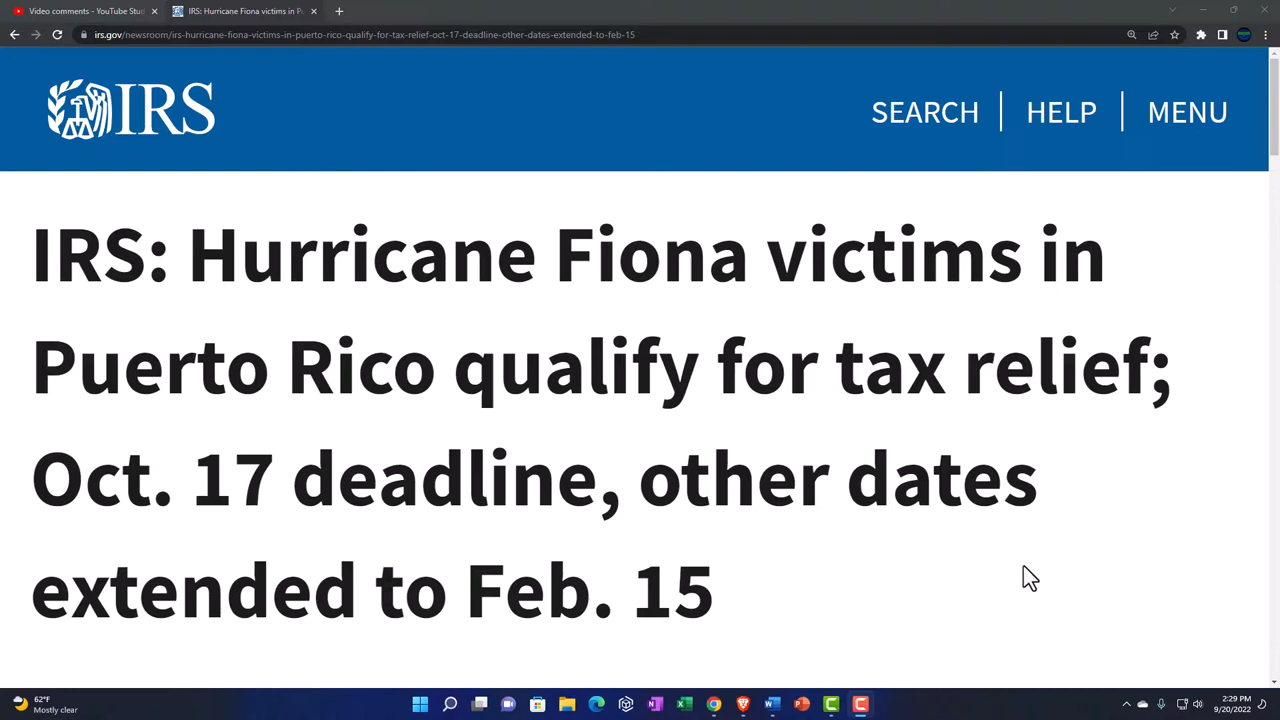 Video comments - YouTube Stud
IRS: Hurricane Fiona victims in Pu
irs.gov/newsroom/irs-hurricane-fiona-victims-in-puerto-rico-qualify-for-tax-relief-oct-17-deadline-other-dates-extended-to-feb-15
IRS
SEARCH
HELP
MENU
IRS: Hurricane Fiona victims in
Puerto Rico qualify for tax relief;
Oct. 17 deadline, other dates
extended to Feb. 15
62°F
Mostly clear
2:29 PM
9/20/2022